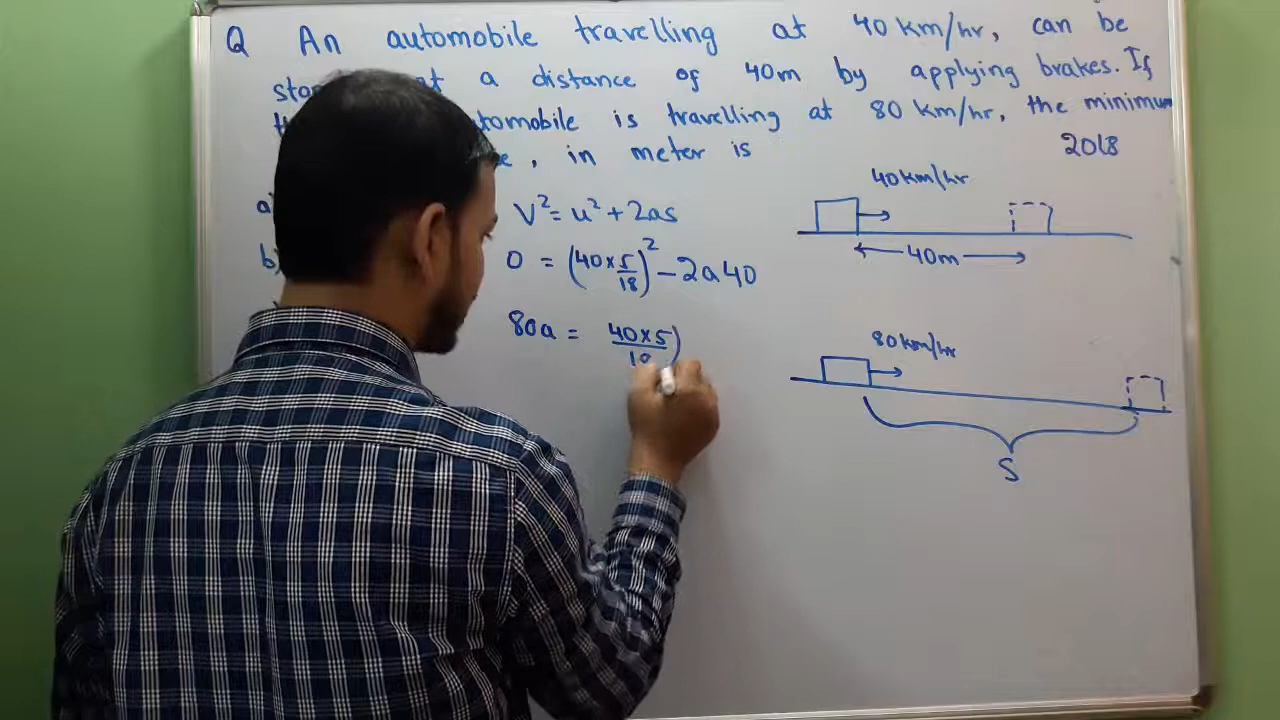 Q An automobile travelling at 40 km/hr, can be
a distance of 40m by applying brakes. If
is travelling at 80 km/hr, the minimum
, in meter is
2018
a)
b)
V² = u² + 2as
0 = (40×5/18)² - 2a40
80a = 40×5/18)
40km/hr
40m
80km/hr
S